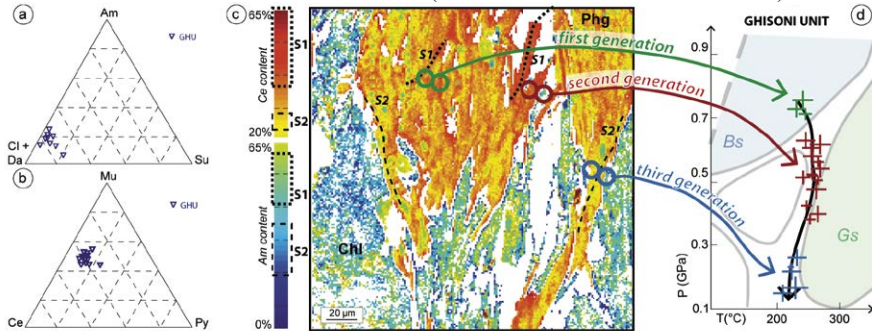 a
Am
GHU
Cl +
Da
Su
b
Mu
GHU
Ce
Py
c
65%
S1
Ce content
S2
20%
65%
S1
Am content
S2
0%
Phg
S1
S1
S2
S2
Chl
20 µm
first generation
second generation
third generation
GHISONI UNIT
d
0.9
0.7
0.5
0.3
0.1
P (GPa)
Bs
Gs
T(°C)
200
300